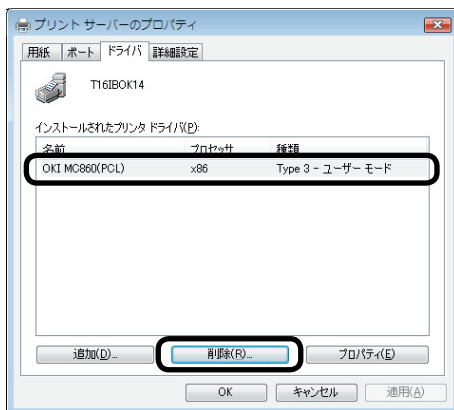 プリント サーバーのプロパティ
用紙 ポート ドライバ 詳細設定
T16IBOK14
インストールされたプリンタ ドライバ(P):
名前 プロセッサ 種類
OKI MC860(PCL) x86 Type 3 - ユーザー モード
追加(D)... 削除(R)... プロパティ(E)
OK キャンセル 適用(A)